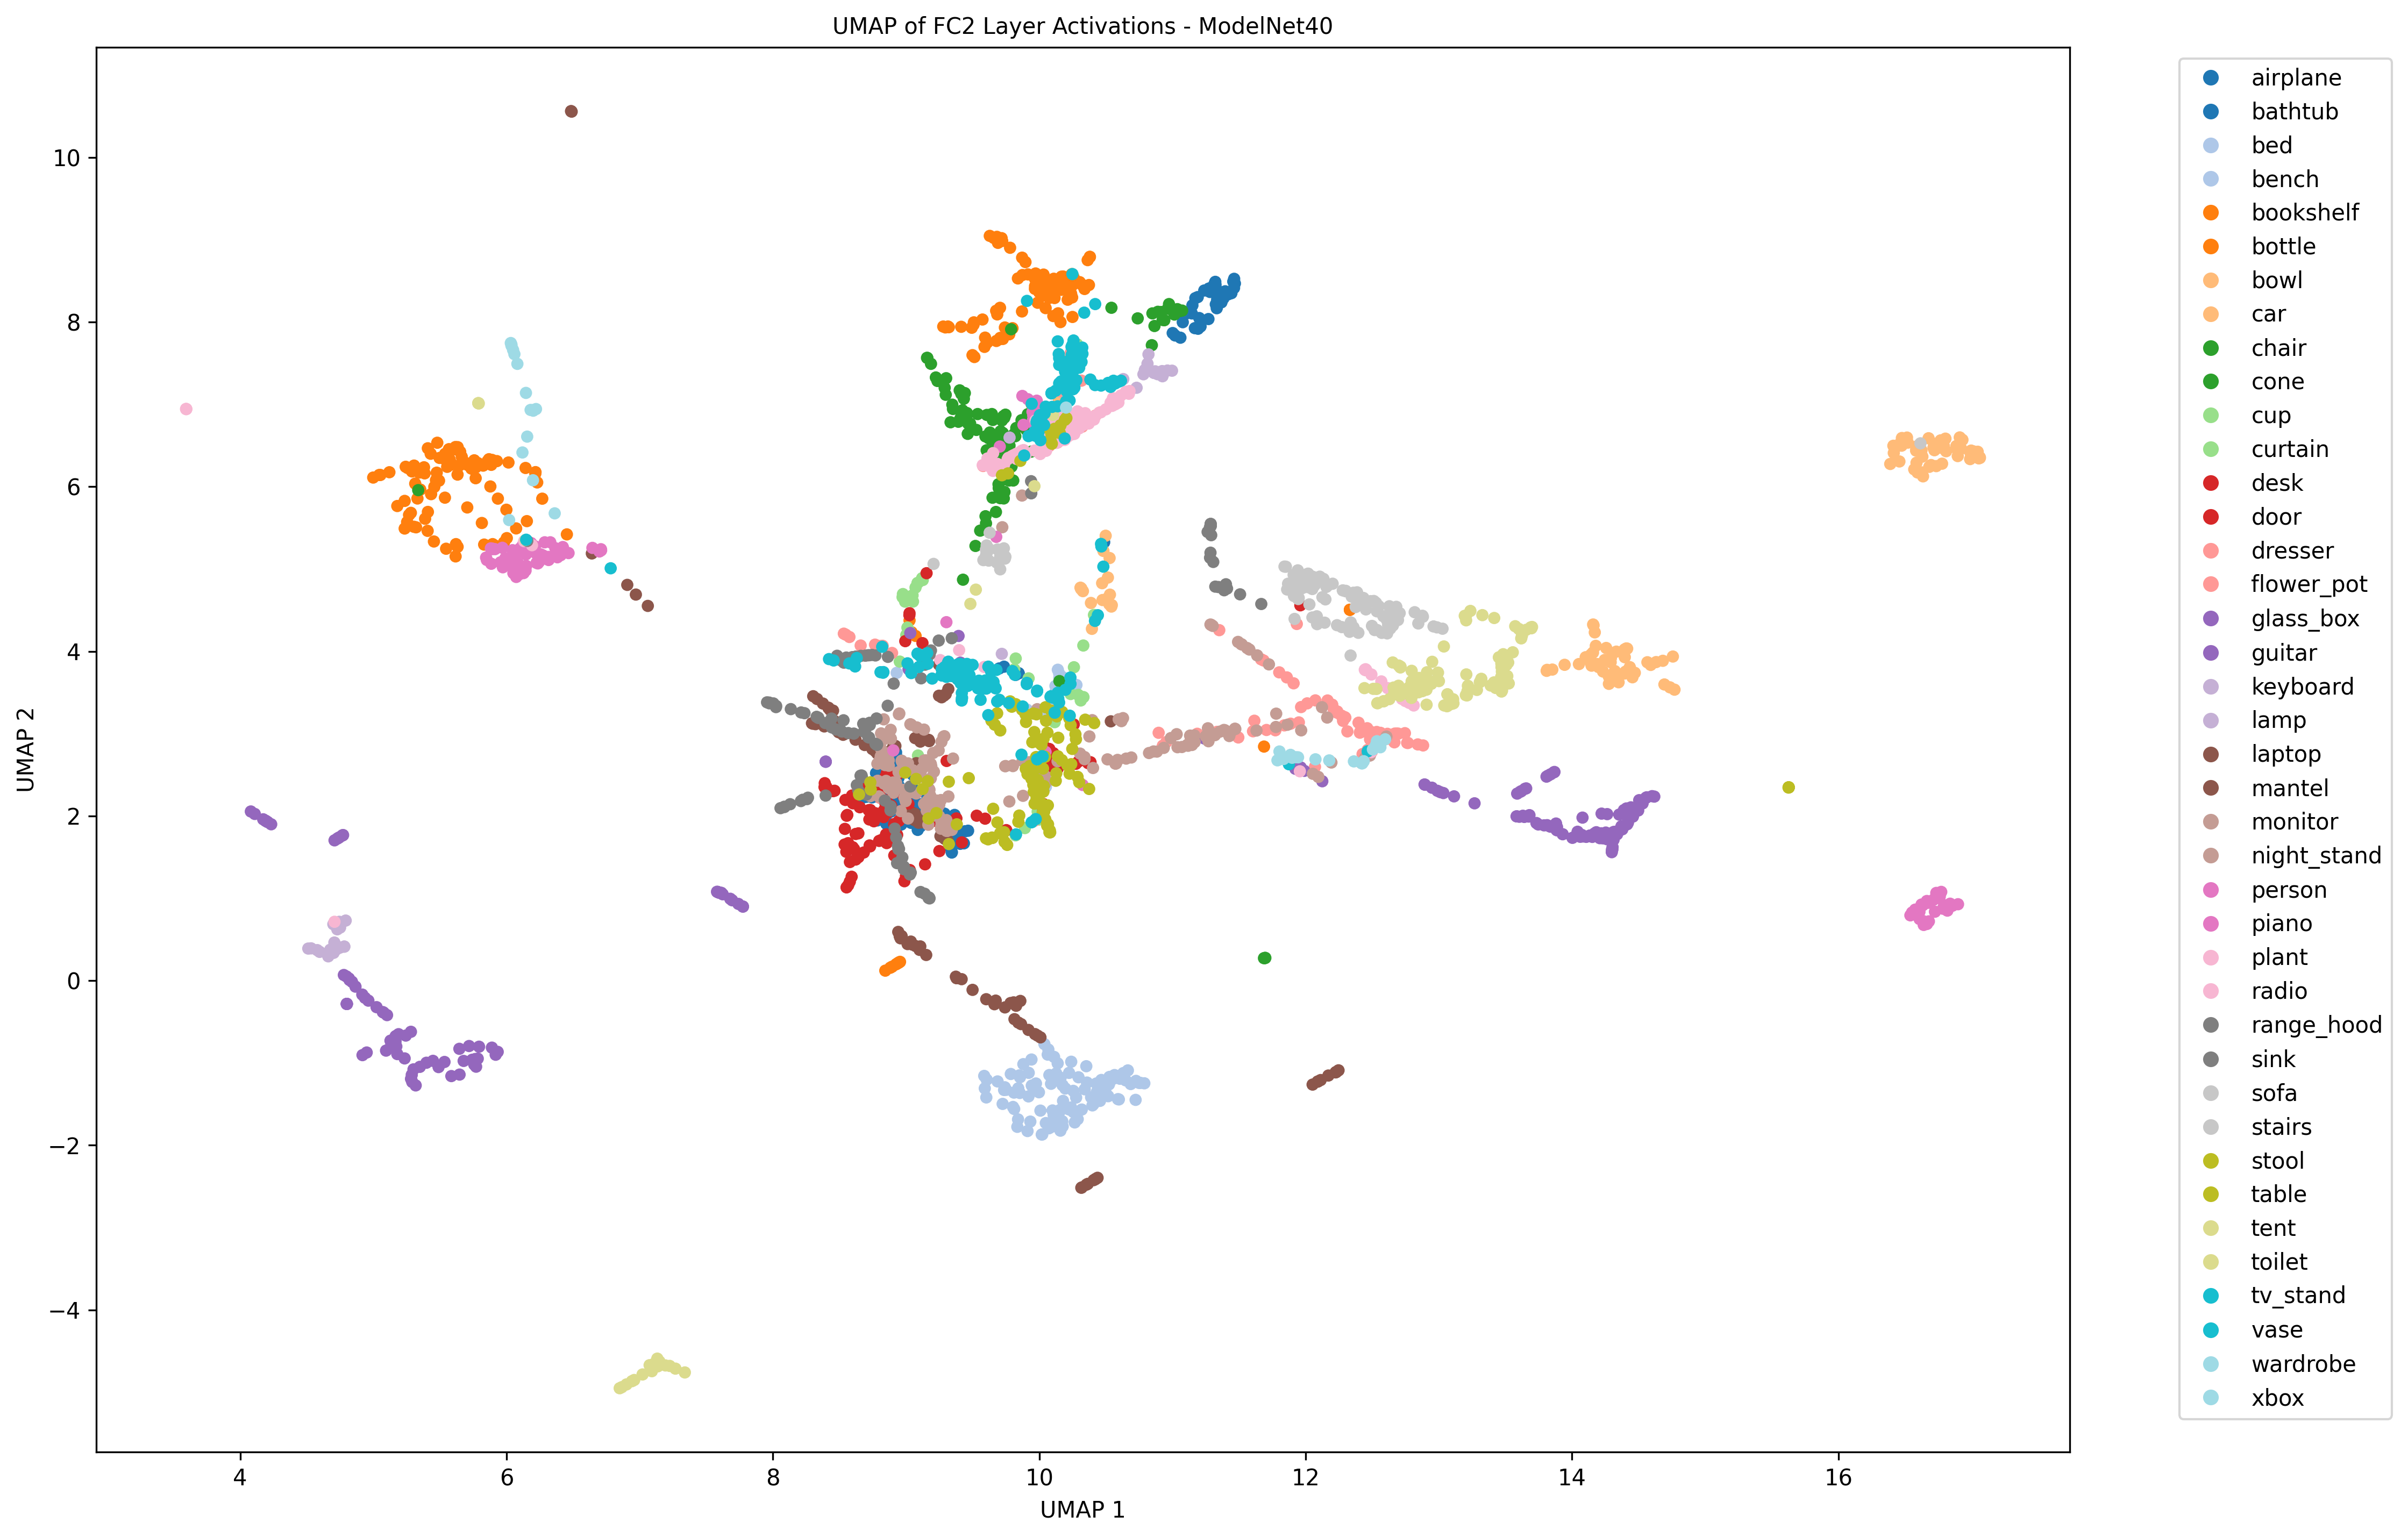 UMAP of FC2 Layer Activations - ModelNet40
10
8
6
4
2
0
−2
−4
UMAP 2
4
6
8
10
12
14
16
UMAP 1
airplane
bathtub
bed
bench
bookshelf
bottle
bowl
car
chair
cone
cup
curtain
desk
door
dresser
flower_pot
glass_box
guitar
keyboard
lamp
laptop
mantel
monitor
night_stand
person
piano
plant
radio
range_hood
sink
sofa
stairs
stool
table
tent
toilet
tv_stand
vase
wardrobe
xbox